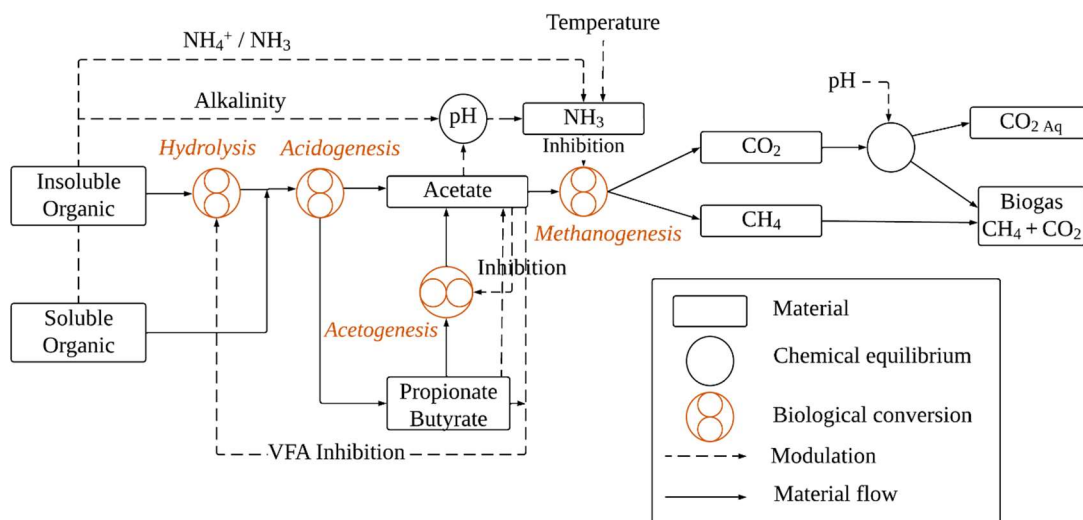 Temperature
NH₄⁺ / NH₃
pH
Alkalinity
pH
NH₃
CO₂ Aq
Hydrolysis
Acidogenesis
Inhibition
CO₂
Insoluble
Organic
Acetate
Biogas
CH₄ + CO₂
Methanogenesis
CH₄
Inhibition
Soluble
Organic
Acetogenesis
Propionate
Butyrate
VFA Inhibition
Material
Chemical equilibrium
Biological conversion
Modulation
Material flow